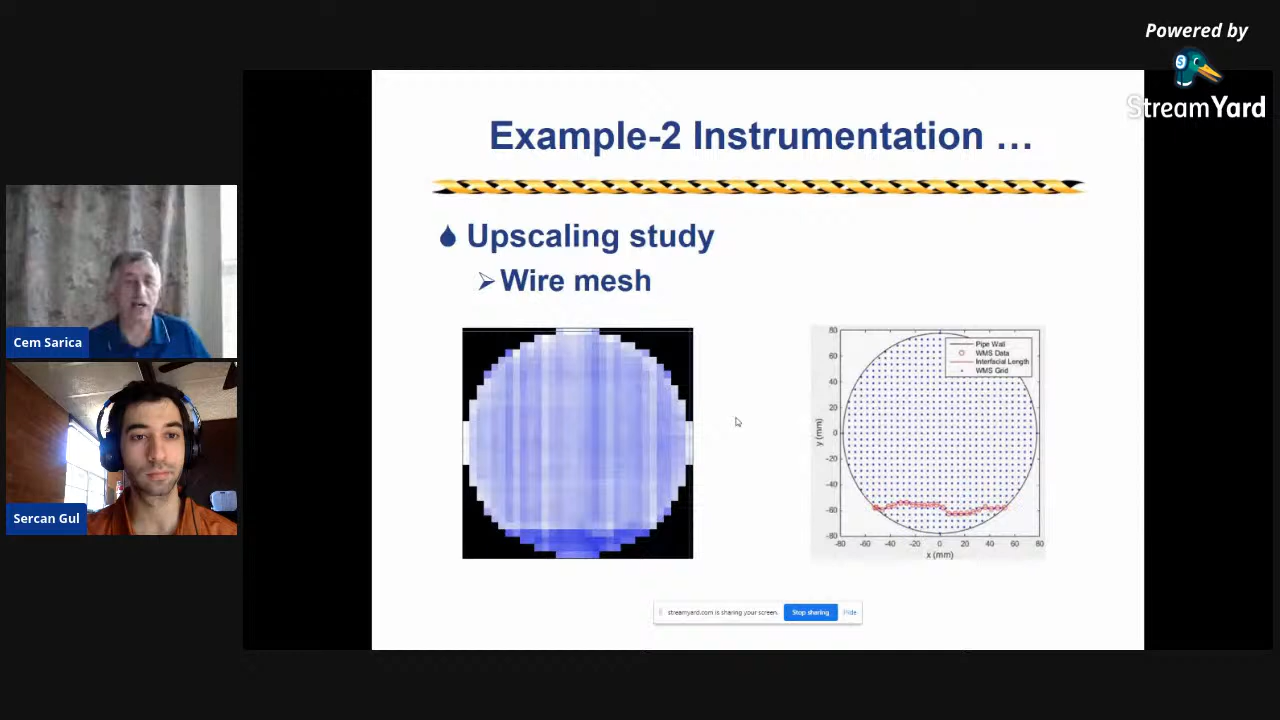 Powered by
StreamYard
Example-2 Instrumentation …
Upscaling study
Wire mesh
Cem Sarica
Sercan Gul
80
60
40
20
0
-20
-40
-60
-80
y (mm)
Pipe Wall
WMS Data
Interfacial Length
WMS Grid
-80 -60 -40 -20 0 20 40 60 80
x (mm)
streamyard.com is sharing your screen. Stop sharing Hide